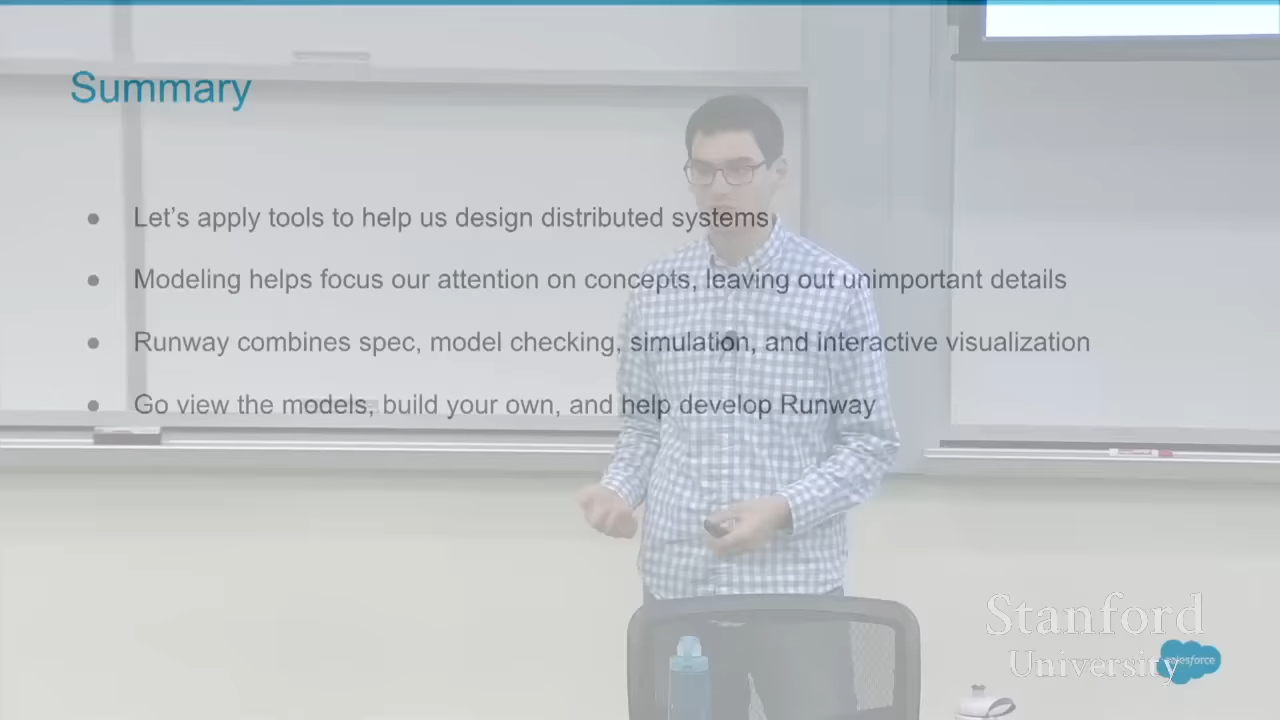 Summary
● Let's apply tools to help us design distributed systems
● Modeling helps focus our attention on concepts, leaving out unimportant details
● Runway combines spec, model checking, simulation, and interactive visualization
● Go view the models, build your own, and help develop Runway
Stanford
University
salesforce